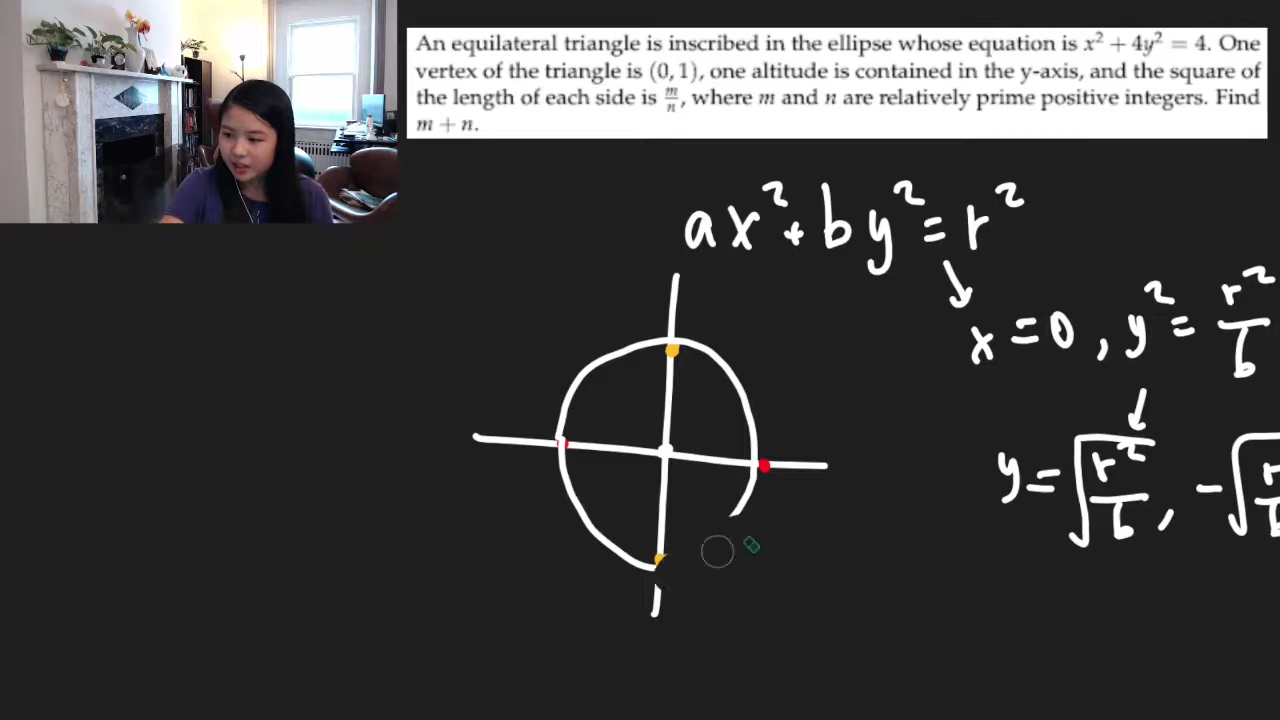 An equilateral triangle is inscribed in the ellipse whose equation is x² + 4y² = 4. One
vertex of the triangle is (0, 1), one altitude is contained in the y-axis, and the square of
the length of each side is m/n, where m and n are relatively prime positive integers. Find
m + n.
ax² + by² = r²
↓
x = 0, y² = r²/b
↓
y = √(r²/b), -√(r²/b